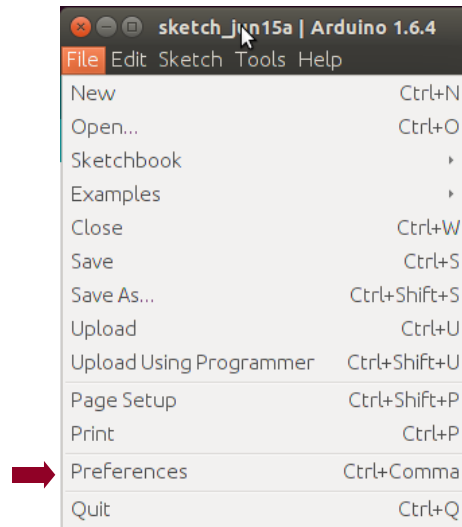 sketch_jun15a | Arduino 1.6.4
File Edit Sketch Tools Help
New Ctrl+N
Open... Ctrl+O
Sketchbook
Examples
Close Ctrl+W
Save Ctrl+S
Save As... Ctrl+Shift+S
Upload Ctrl+U
Upload Using Programmer Ctrl+Shift+U
Page Setup Ctrl+Shift+P
Print Ctrl+P
Preferences Ctrl+Comma
Quit Ctrl+Q